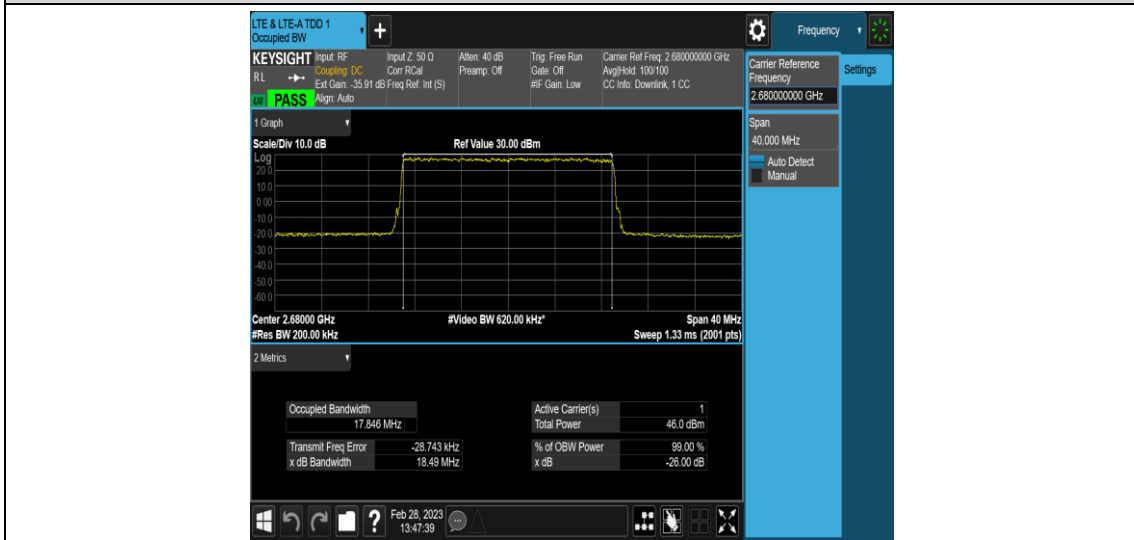 LTE & LTE-A TDD 1
Occupied BW
+
Frequency
KEYSIGHT
R L
PASS
Input: RF
Coupling: DC
Ext Gain: -35.91 dB
Align: Auto
Input Z: 50 Ω
Corr RCal
Freq Ref: Int (S)
Atten: 40 dB
Preamp: Off
Trig: Free Run
Gate: Off
#IF Gain: Low
Carrier Ref Freq: 2.680000000 GHz
Avg|Hold: 100/100
CC Info: Downlink, 1 CC
Carrier Reference
Frequency
2.680000000 GHz
Settings
Span
40.000 MHz
Auto Detect
Manual
1 Graph
Scale/Div 10.0 dB
Ref Value 30.00 dBm
Log
20.0
10.0
0.00
-10.0
-20.0
-30.0
-40.0
-50.0
-60.0
Center 2.68000 GHz
#Video BW 620.00 kHz*
Span 40 MHz
#Res BW 200.00 kHz
Sweep 1.33 ms (2001 pts)
2 Metrics
Occupied Bandwidth
17.846 MHz
Transmit Freq Error -28.743 kHz
x dB Bandwidth 18.49 MHz
Active Carrier(s) 1
Total Power 46.0 dBm
% of OBW Power 99.00 %
x dB -26.00 dB
?
Feb 28, 2023
13:47:39